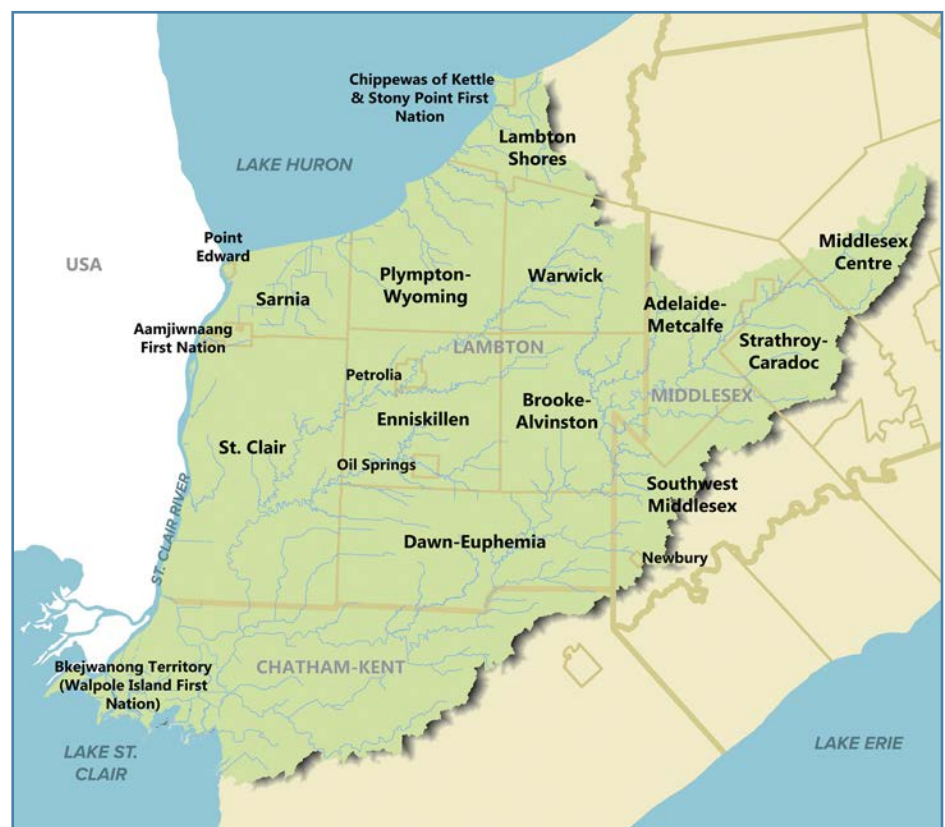 Chippewas of Kettle
& Stony Point First
Nation
Lambton
Shores
LAKE HURON
Point
Edward
USA
Middlesex
Centre
Plympton-
Wyoming
Warwick
Sarnia
Adelaide-
Metcalfe
Aamjiwnaang
First Nation
LAMBTON
Strathroy-
Caradoc
Petrolia
MIDDLESEX
Brooke-
Alvinston
Enniskillen
St. Clair
Oil Springs
Southwest
Middlesex
ST. CLAIR RIVER
Dawn-Euphemia
Newbury
CHATHAM-KENT
Bkejwanong Territory
(Walpole Island First
Nation)
LAKE ST.
CLAIR
LAKE ERIE